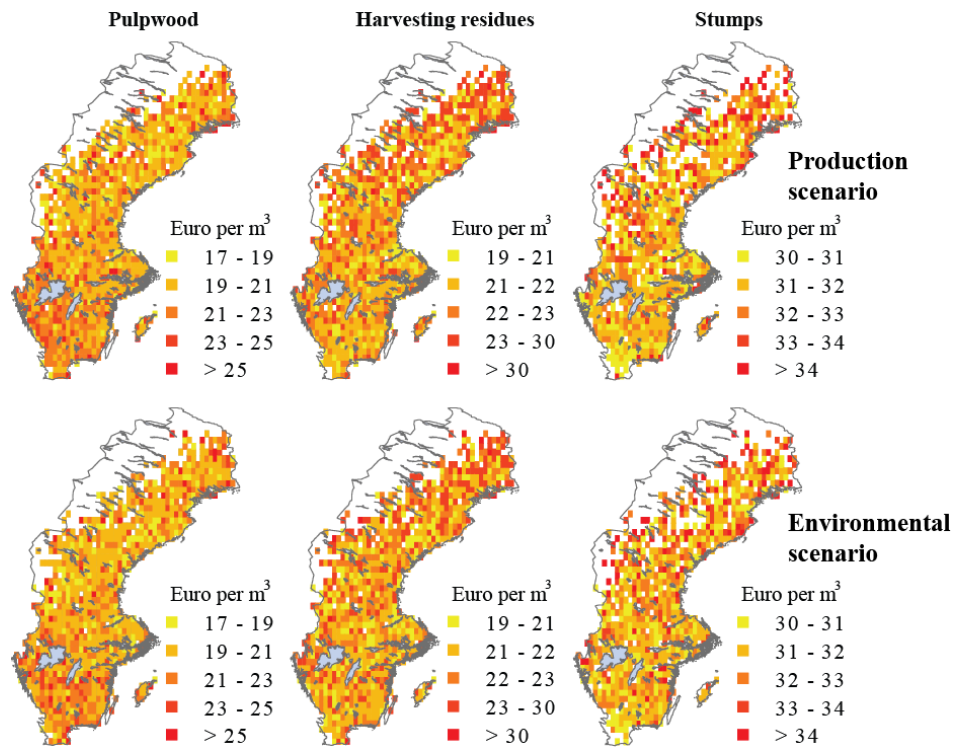 Pulpwood
Harvesting residues
Stumps
Production
scenario
Euro per m³
17 - 19
19 - 21
21 - 23
23 - 25
> 25
Euro per m³
19 - 21
21 - 22
22 - 23
23 - 30
> 30
Euro per m³
30 - 31
31 - 32
32 - 33
33 - 34
> 34
Environmental
scenario
Euro per m³
17 - 19
19 - 21
21 - 23
23 - 25
> 25
Euro per m³
19 - 21
21 - 22
22 - 23
23 - 30
> 30
Euro per m³
30 - 31
31 - 32
32 - 33
33 - 34
> 34